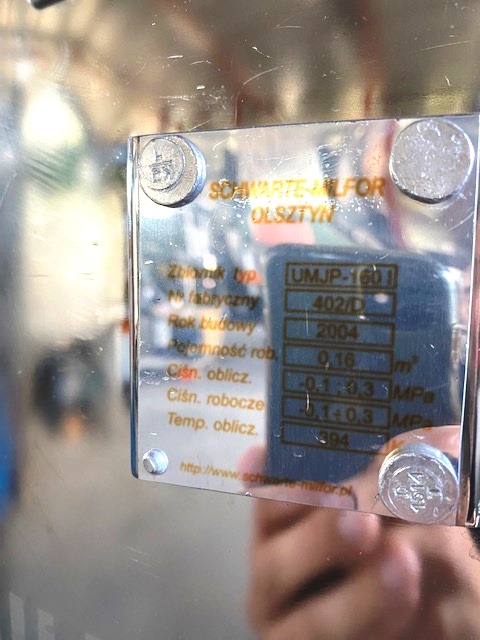 SCHWARTE-MILFOR
OLSZTYN
Zbiornik typ UMJP-160 I
Nr fabryczny 402/D
Rok budowy 2004
Pojemność rob. 0,16 m³
Ciśn. oblicz. -0,1 ÷ 0,3 MPa
Ciśn. robocze -0,1÷0,3 MPa
Temp. oblicz. 394 K
http://www.schwarte-milfor.pl